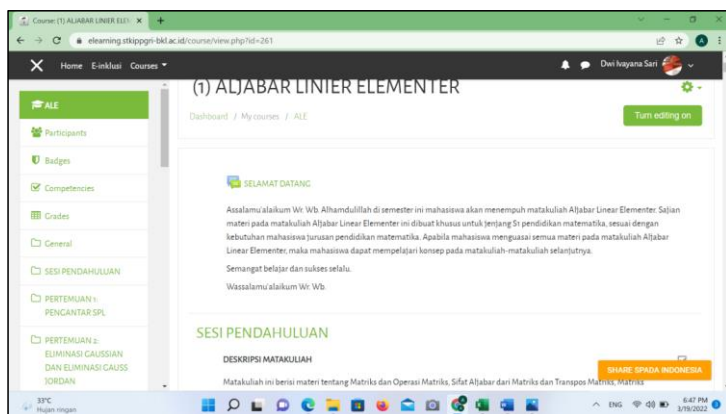 Course: (1) ALJABAR LINIER ELE
elearning.stkippgri-bkl.ac.id/course/view.php?id=261
Home E-inklusi Courses
Dwi Ivayana Sari
ALE
Participants
Badges
Competencies
Grades
General
SESI PENDAHULUAN
PERTEMUAN 1:
PENGANTAR SPL
PERTEMUAN 2:
ELIMINASI GAUSSIAN
DAN ELIMINASI GAUSS
JORDAN
(1) ALJABAR LINIER ELEMENTER
Dashboard / My courses / ALE
Turn editing on
SELAMAT DATANG
Assalamu'alaikum Wr. Wb. Alhamdulillah di semester ini mahasiswa akan menempuh matakuliah Aljabar Linear Elementer. Sajian
materi pada matakuliah Aljabar Linear Elementer ini dibuat khusus untuk jenjang S1 pendidikan matematika, sesuai dengan
kebutuhan mahasiswa jurusan pendidikan matematika. Apabila mahasiswa menguasai semua materi pada matakuliah Aljabar
Linear Elementer, maka mahasiswa dapat mempelajari konsep pada matakuliah-matakuliah selanjutnya.
Semangat belajar dan sukses selalu.
Wassalamu'alaikum Wr. Wb.
SESI PENDAHULUAN
DESKRIPSI MATAKULIAH
SHARE SPADA INDONESIA
Matakuliah ini berisi materi tentang Matriks dan Operasi Matriks, Sifat Aljabar dari Matriks dan Transpos Matriks, Matriks
33°C
Hujan ringan
ENG
6:47 PM
3/19/2022